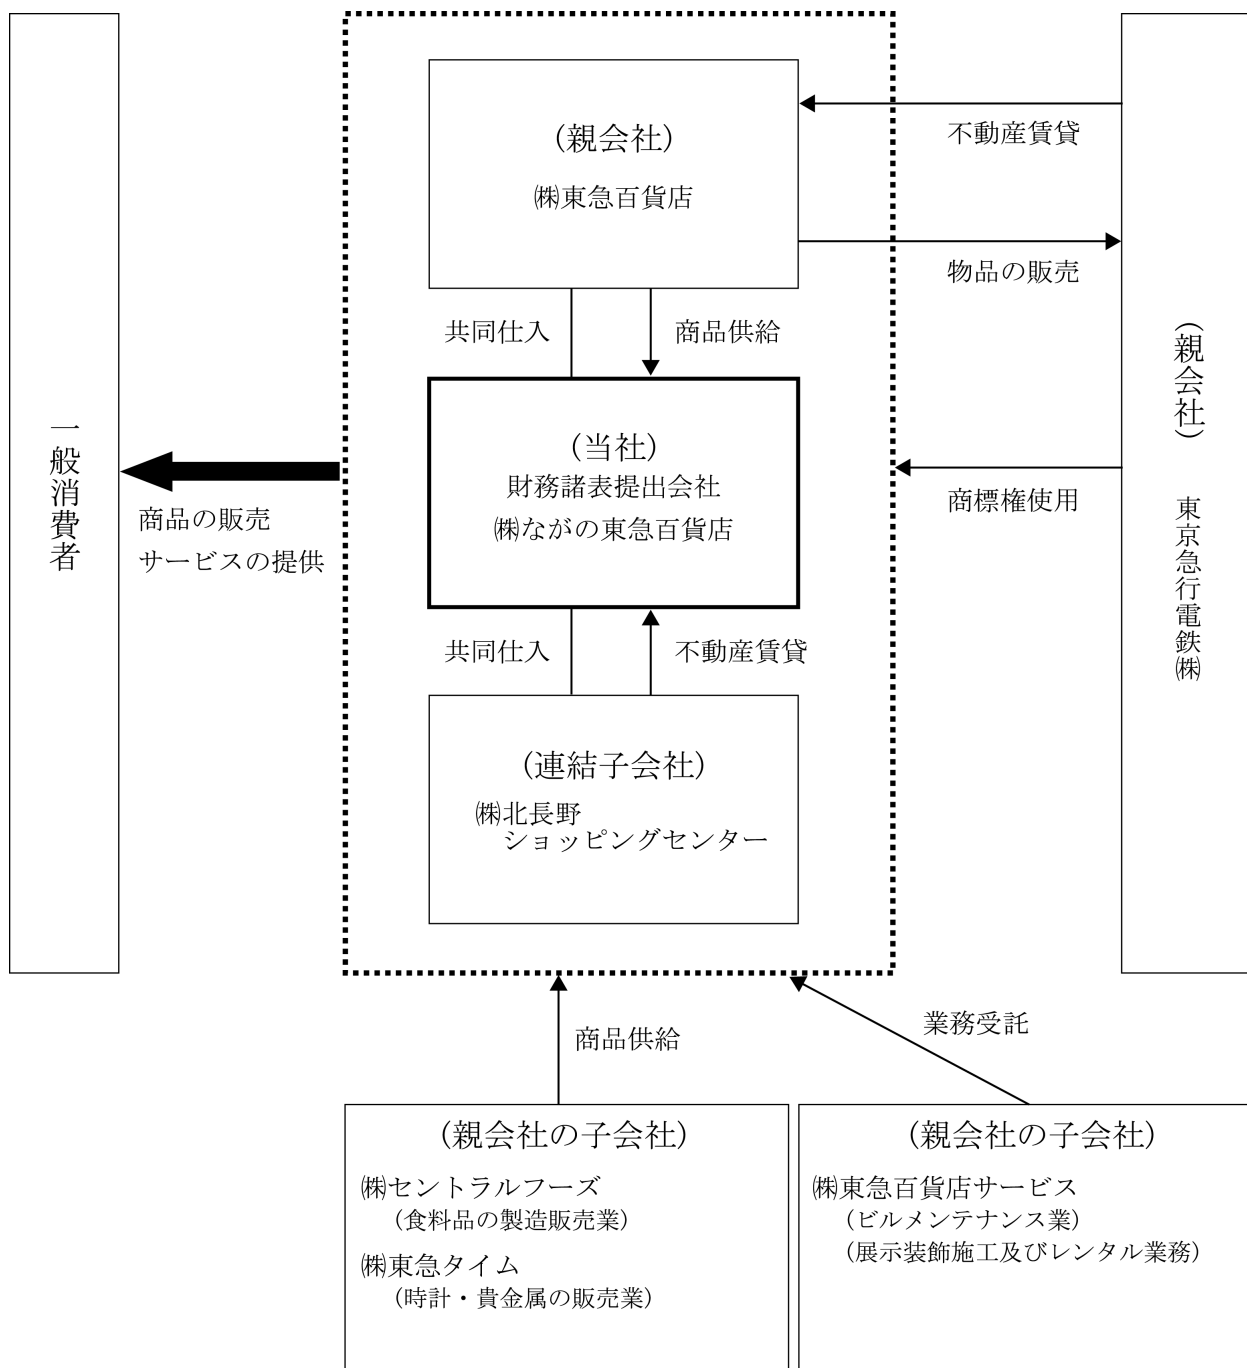 (親会社)
㈱東急百貨店
不動産賃貸
物品の販売
共同仕入
商品供給
(当社)
財務諸表提出会社
㈱ながの東急百貨店
一般消費者
商品の販売
サービスの提供
商標権使用
(親会社) 東京急行電鉄㈱
共同仕入
不動産賃貸
(連結子会社)
㈱北長野
ショッピングセンター
商品供給
業務受託
(親会社の子会社)
㈱セントラルフーズ
(食料品の製造販売業)
㈱東急タイム
(時計・貴金属の販売業)
(親会社の子会社)
㈱東急百貨店サービス
(ビルメンテナンス業)
(展示装飾施工及びレンタル業務)